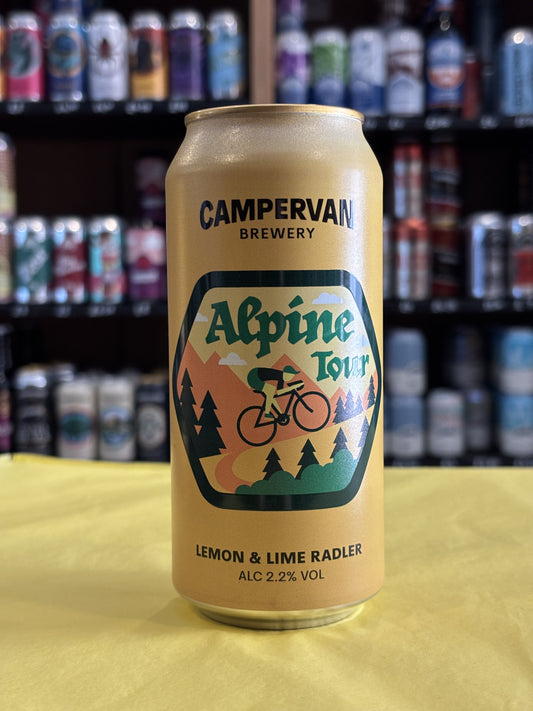 CAMPERVAN
BREWERY
Alpine
Tour
LEMON & LIME RADLER
ALC 2.2% VOL